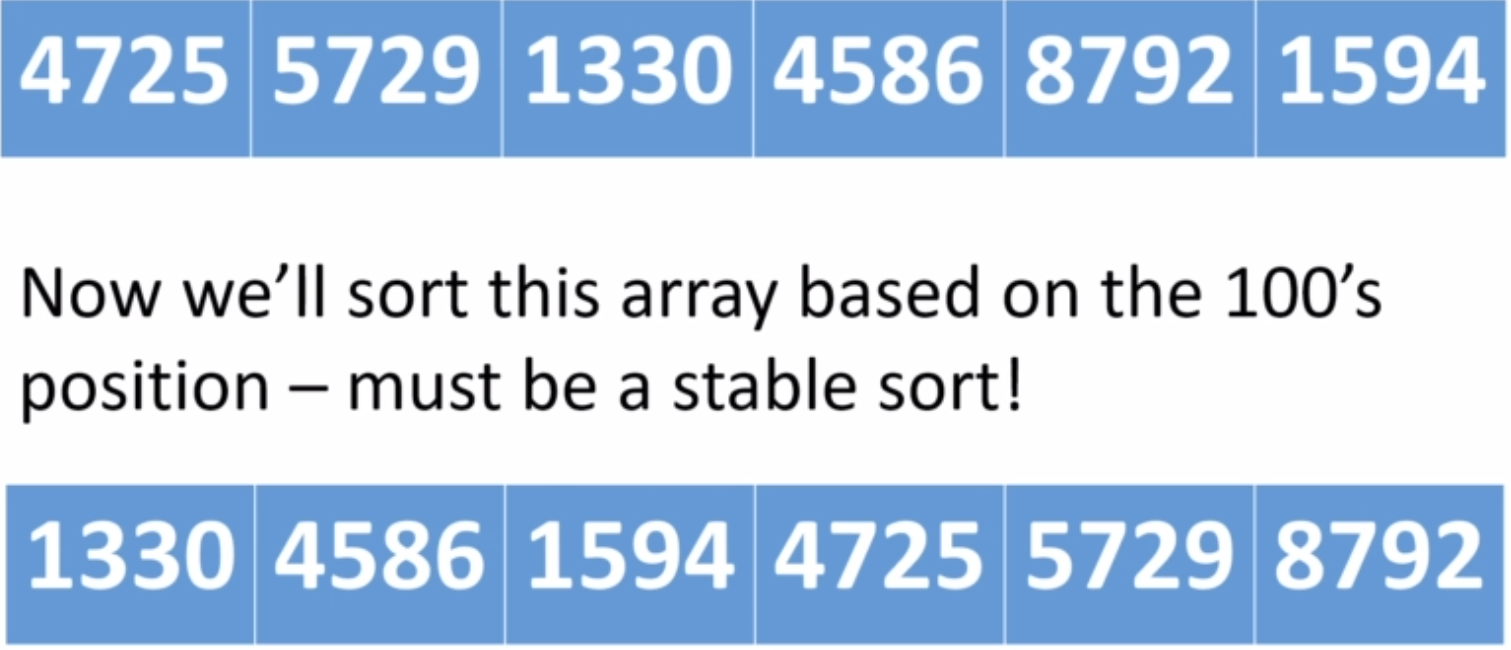 4725 5729 1330 4586 8792 1594
Now we’ll sort this array based on the 100’s
position – must be a stable sort!
1330 4586 1594 4725 5729 8792